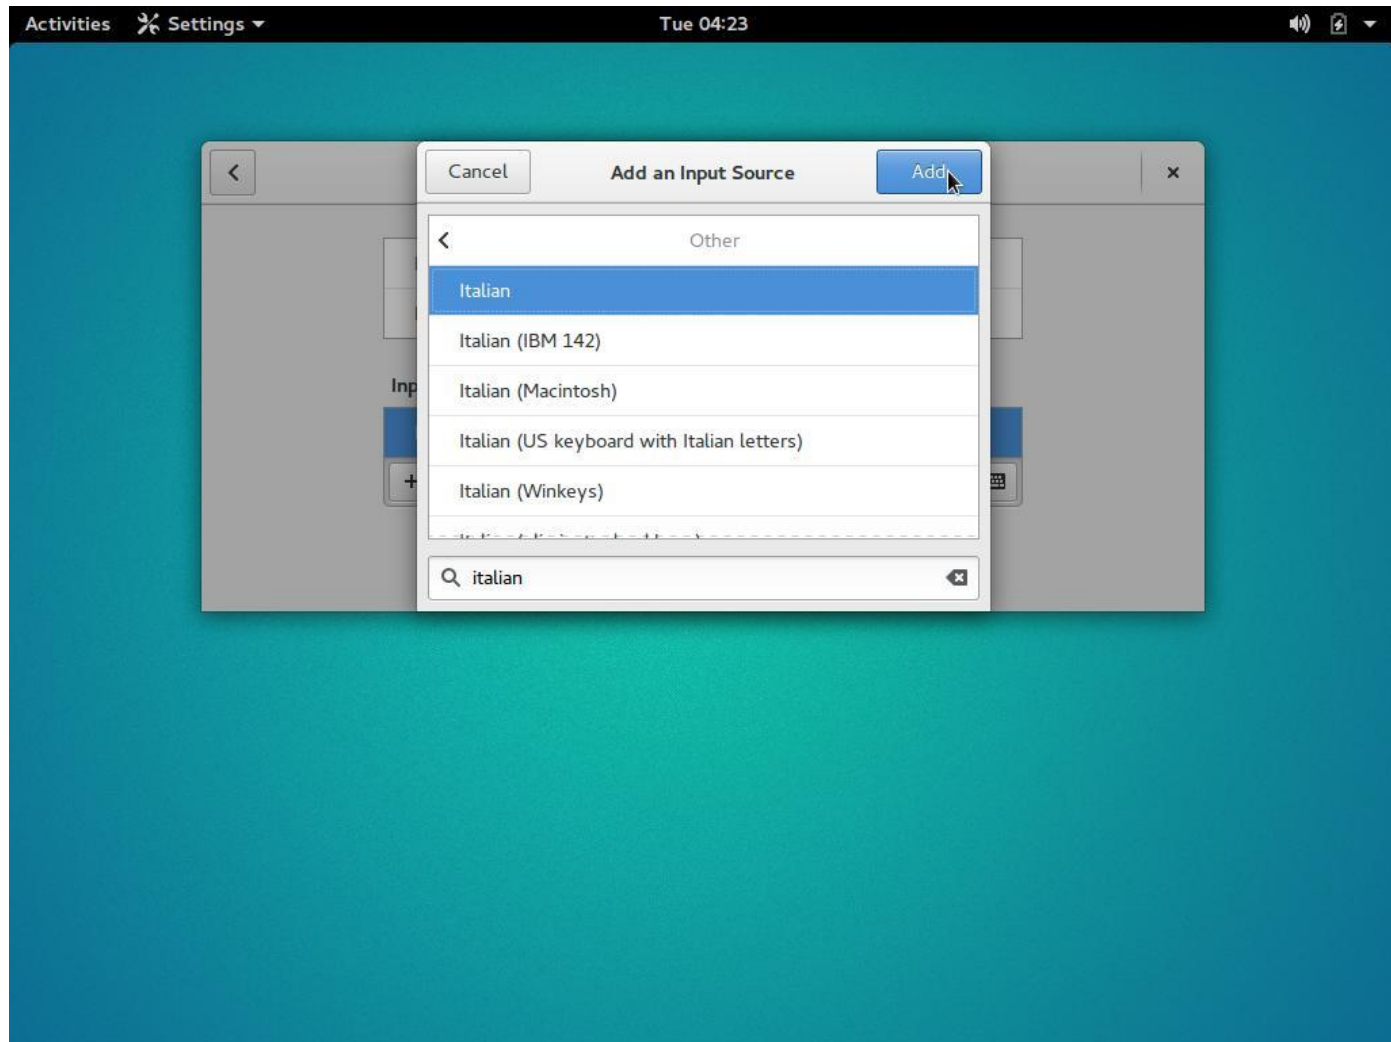 Activities Settings Tue 04:23
Cancel Add an Input Source Add
Other
Italian
Italian (IBM 142)
Italian (Macintosh)
Inp
Italian (US keyboard with Italian letters)
Italian (Winkeys)
italian